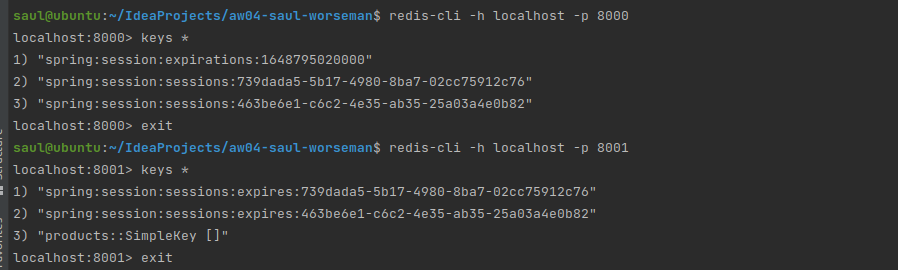 saul@ubuntu:~/IdeaProjects/aw04-saul-worseman$ redis-cli -h localhost -p 8000
localhost:8000> keys *
1) "spring:session:expirations:1648795020000"
2) "spring:session:sessions:739dada5-5b17-4980-8ba7-02cc75912c76"
3) "spring:session:sessions:463be6e1-c6c2-4e35-ab35-25a03a4e0b82"
localhost:8000> exit
saul@ubuntu:~/IdeaProjects/aw04-saul-worseman$ redis-cli -h localhost -p 8001
localhost:8001> keys *
1) "spring:session:sessions:expires:739dada5-5b17-4980-8ba7-02cc75912c76"
2) "spring:session:sessions:expires:463be6e1-c6c2-4e35-ab35-25a03a4e0b82"
3) "products::SimpleKey []"
localhost:8001> exit